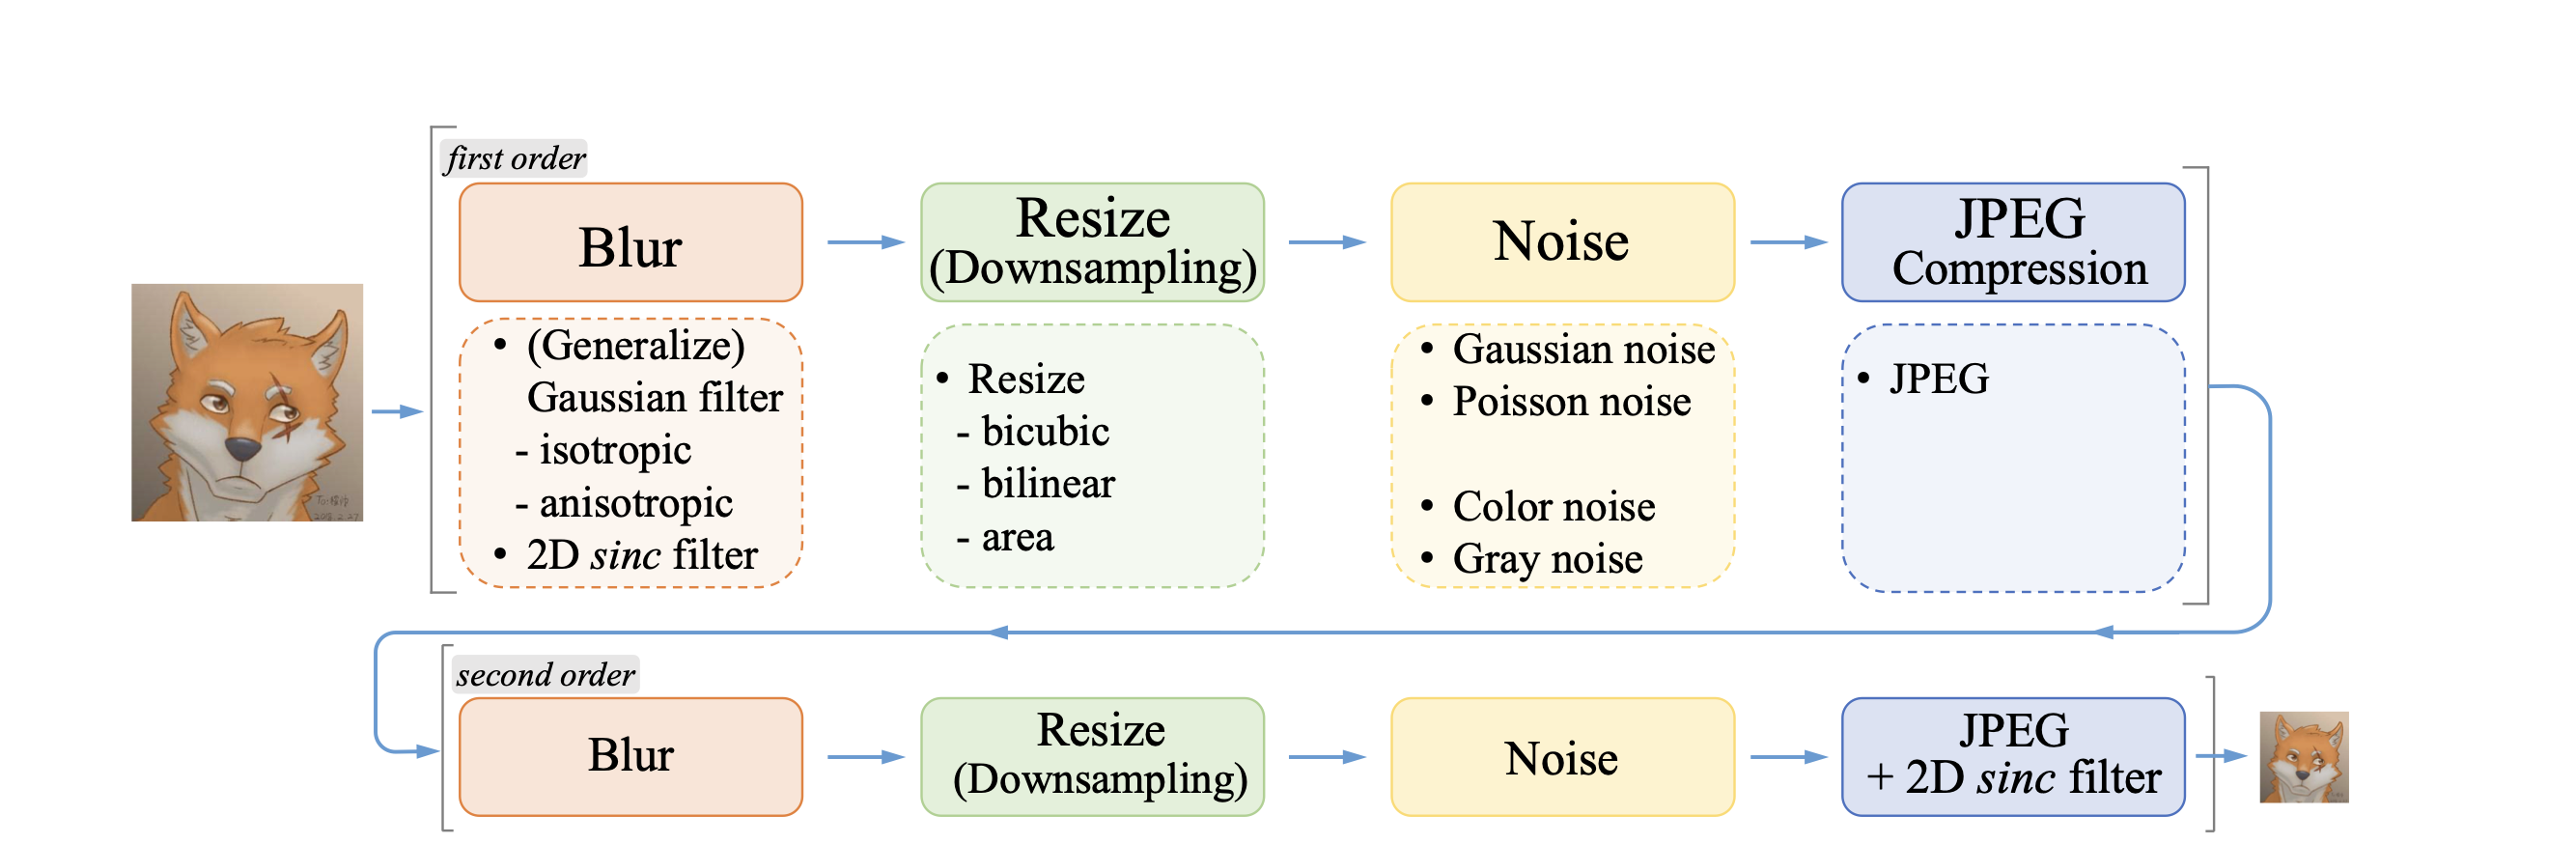 first order
Blur
Resize
(Downsampling)
Noise
JPEG
Compression
• (Generalize)
Gaussian filter
- isotropic
- anisotropic
• 2D sinc filter
• Resize
- bicubic
- bilinear
- area
• Gaussian noise
• Poisson noise
• Color noise
• Gray noise
• JPEG
second order
Blur
Resize
(Downsampling)
Noise
JPEG
+ 2D sinc filter